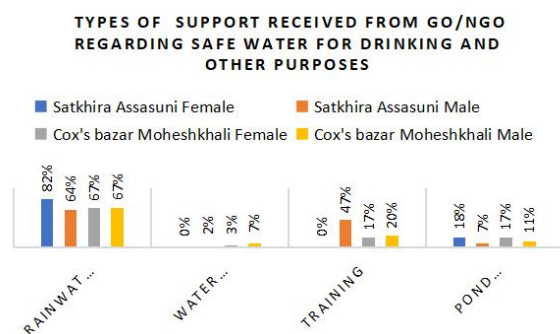 TYPES OF SUPPORT RECEIVED FROM GO/NGO
REGARDING SAFE WATER FOR DRINKING AND
OTHER PURPOSES
Satkhira Assasuni Female
Satkhira Assasuni Male
Cox's bazar Moheshkhali Female
Cox's bazar Moheshkhali Male
82%
64%
67%
67%
0%
2%
3%
7%
0%
47%
17%
20%
18%
7%
17%
11%
RAINWAT...
WATER...
TRAINING
POND...